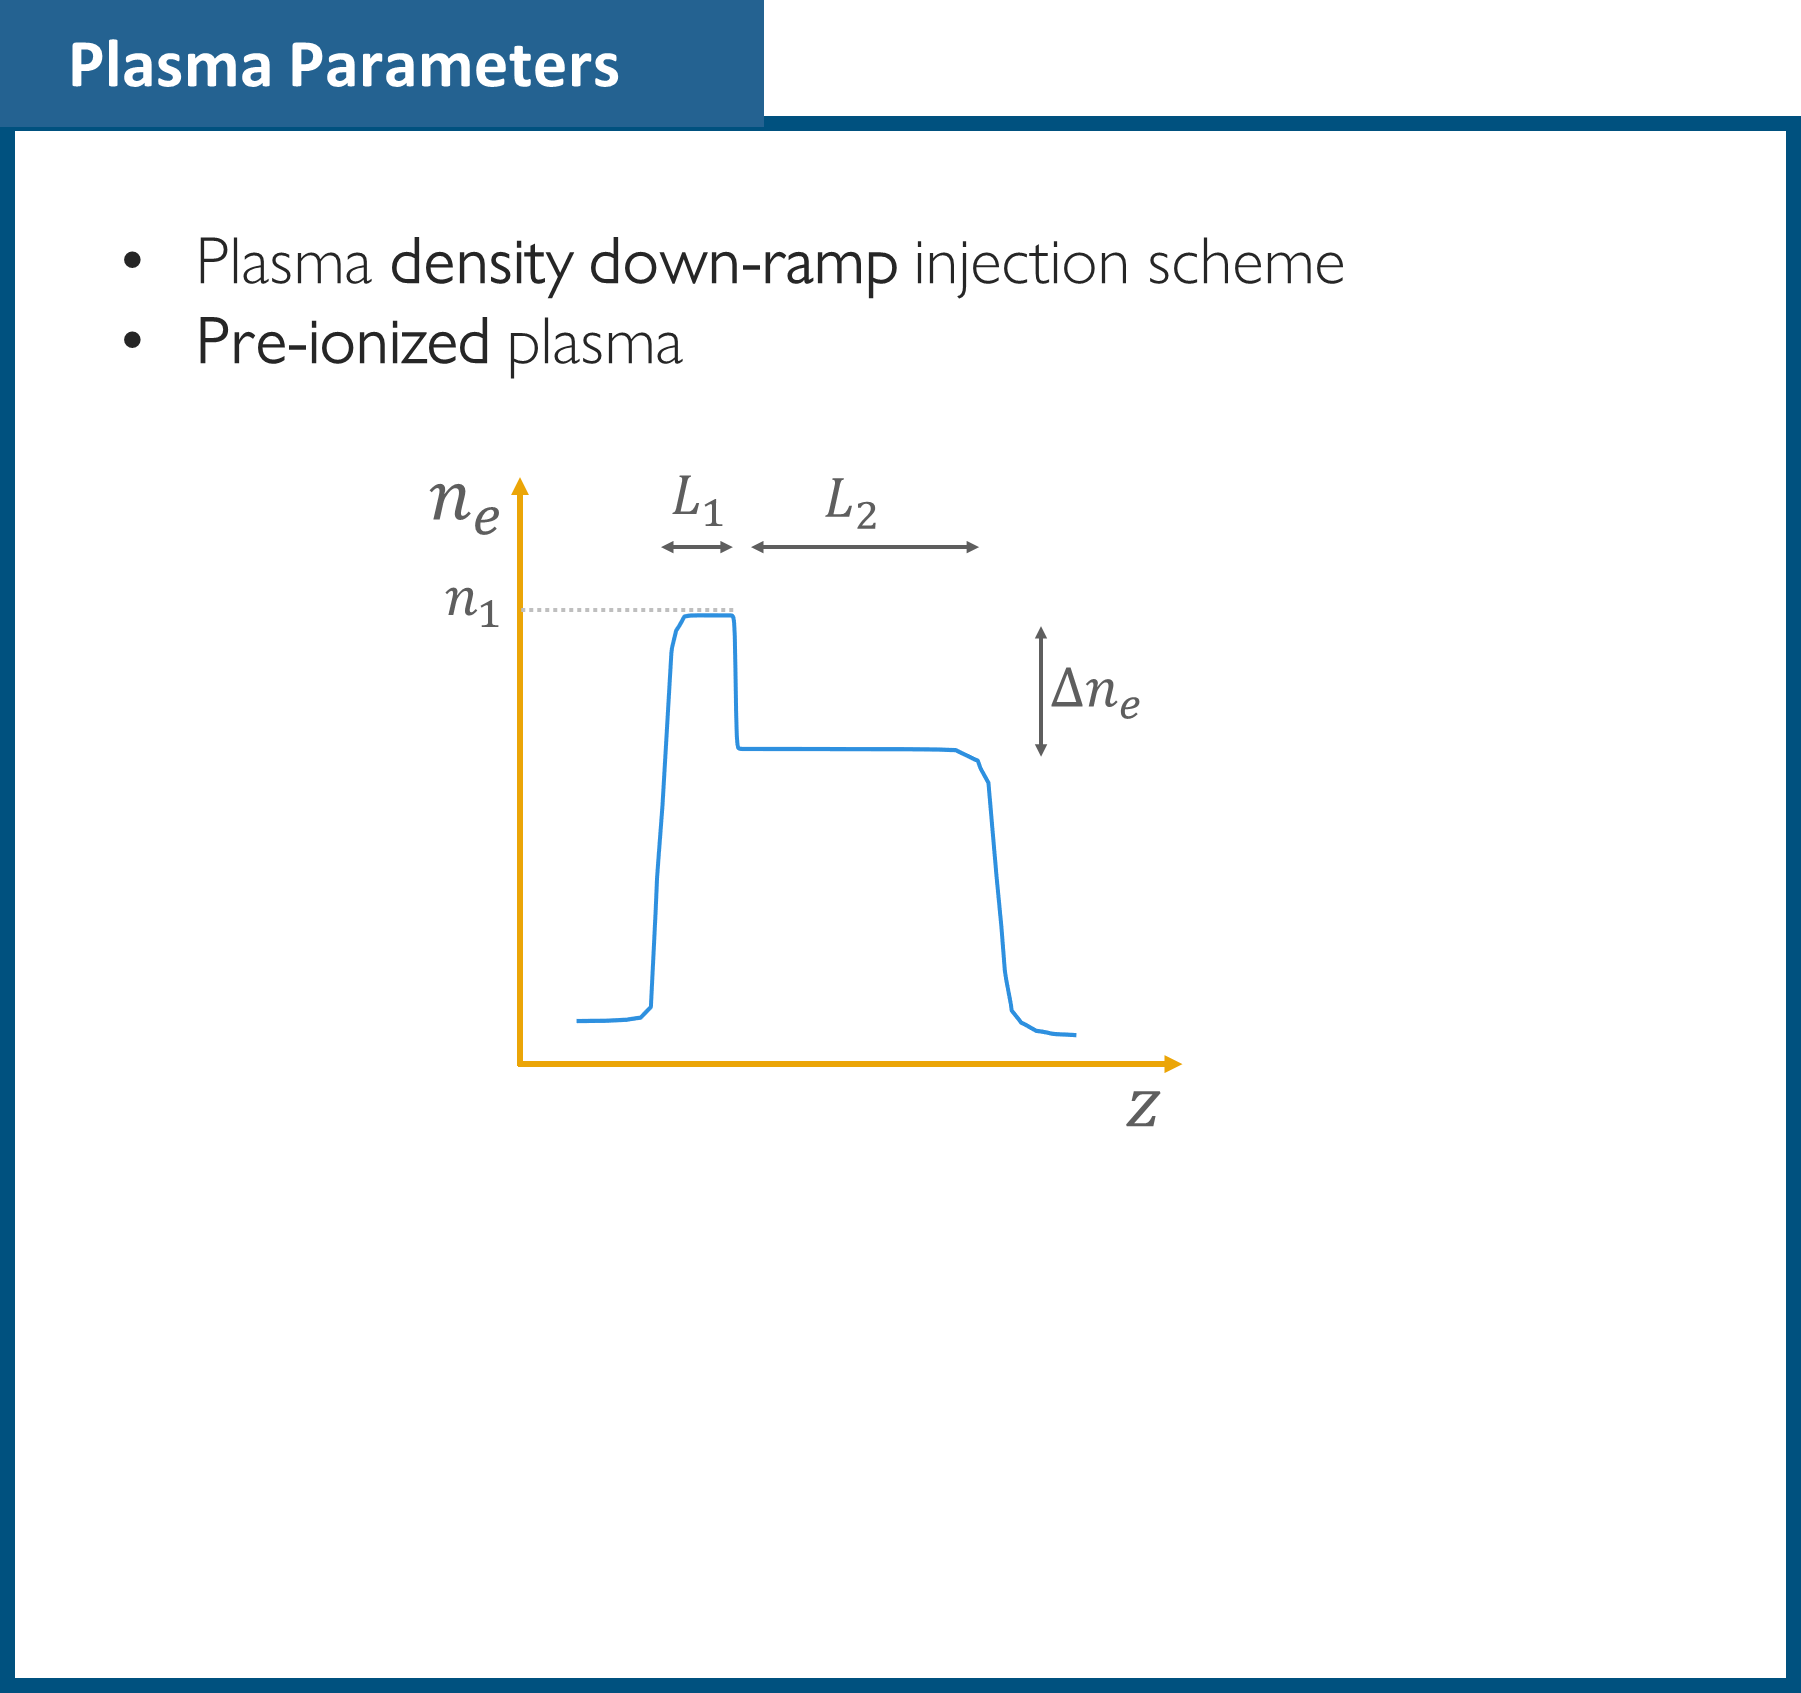 Plasma Parameters
• Plasma density down-ramp injection scheme
• Pre-ionized plasma
nₑ
L₁
L₂
n₁
Δnₑ
z